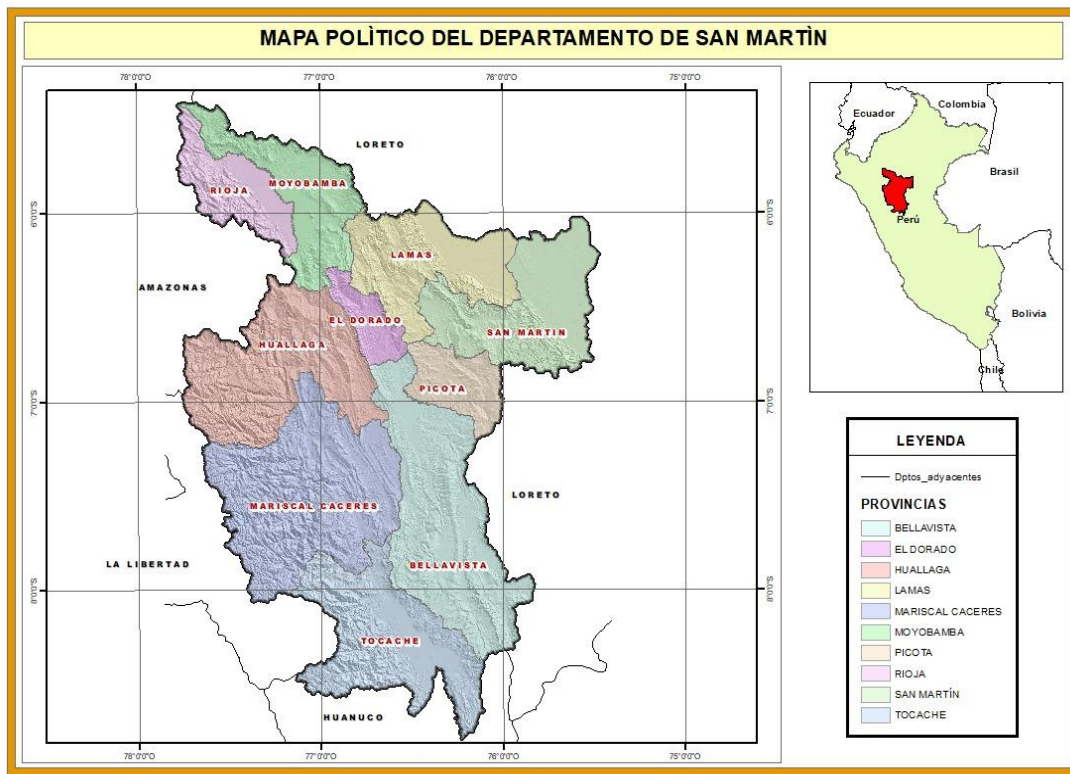 MAPA POLÌTICO DEL DEPARTAMENTO DE SAN MARTÌN
78°0'0"O
77°0'0"O
76°0'0"O
75°0'0"O
LORETO
RIOJA
MOYOBAMBA
6°0'0"S
6°0'0"S
LAMAS
AMAZONAS
EL DORADO
SAN MARTIN
HUALLAGA
PICOTA
7°0'0"S
7°0'0"S
LORETO
MARISCAL CACERES
LA LIBERTAD
BELLAVISTA
8°0'0"S
8°0'0"S
TOCACHE
HUANUCO
78°0'0"O
77°0'0"O
76°0'0"O
75°0'0"O
Colombia
Ecuador
Brasil
Perú
Bolivia
Chile
LEYENDA
Dptos_adyacentes
PROVINCIAS
BELLAVISTA
EL DORADO
HUALLAGA
LAMAS
MARISCAL CACERES
MOYOBAMBA
PICOTA
RIOJA
SAN MARTÍN
TOCACHE